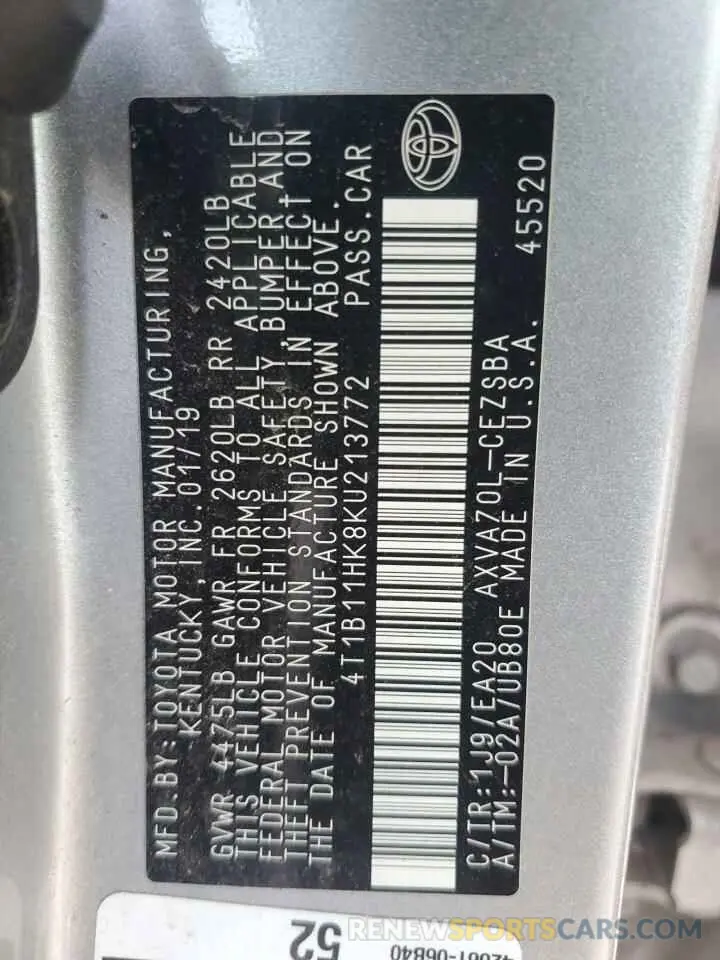 MFD.BY:TOYOTA MOTOR MANUFACTURING,
KENTUCKY,INC.01/19
GVWR 4475LB GAWR FR 2620LB RR 2420LB
THIS VEHICLE CONFORMS TO ALL APPLICABLE
FEDERAL MOTOR VEHICLE SAFETY,BUMPER,AND
THEFT PREVENTION STANDARDS IN EFFECT ON
THE DATE OF MANUFACTURE SHOWN ABOVE.
4T1B11HK8KU213772 PASS.CAR
C/TR:1J9/EA20 AXVA70L-CEZSBA
A/TM:-02A/UB80E MADE IN U.S.A. 45520
52
42661-06B40
RENEWSPORTSCARS.COM